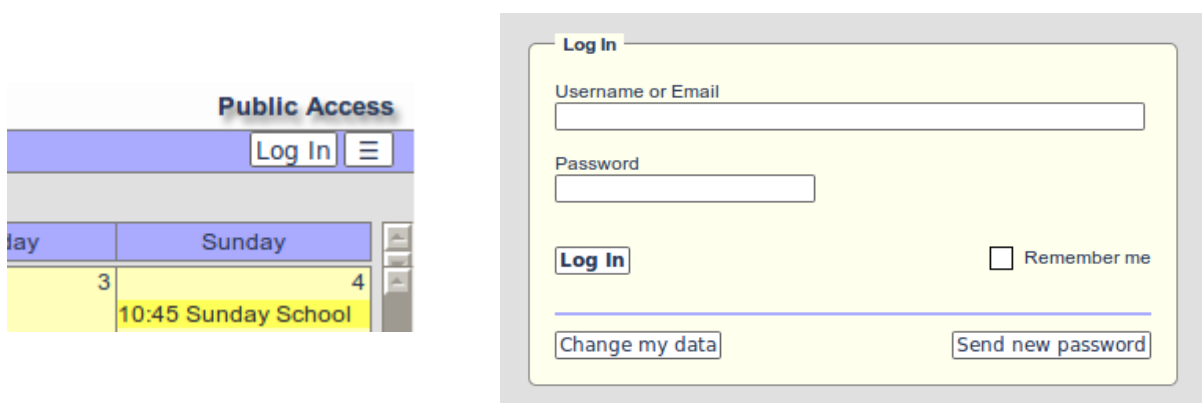 Public Access
Log In ☰
day Sunday
3 4
10:45 Sunday School
Log In
Username or Email
Password
Log In Remember me
Change my data Send new password